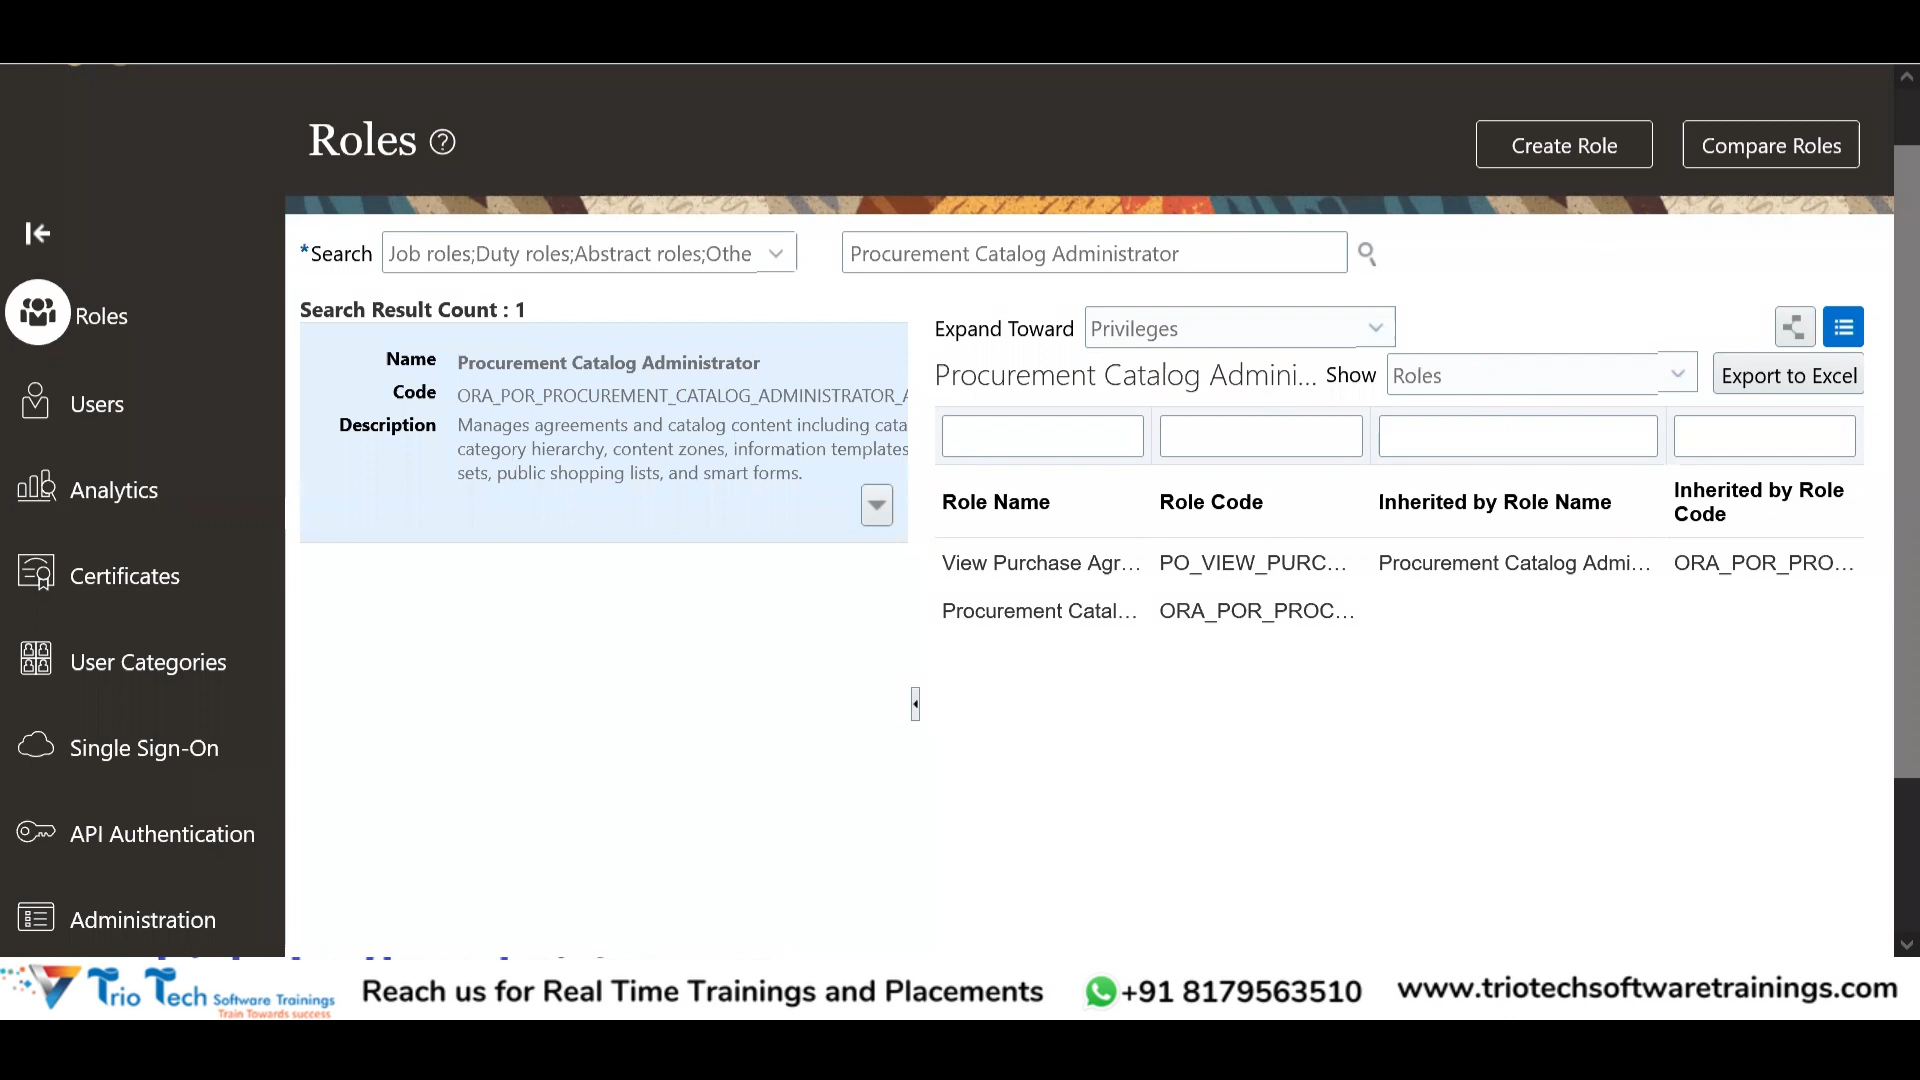 Roles ?
Create Role
Compare Roles
*Search
Job roles;Duty roles;Abstract roles;Othe
Procurement Catalog Administrator
Roles
Users
Analytics
Certificates
User Categories
Single Sign-On
API Authentication
Administration
Search Result Count : 1
Name Procurement Catalog Administrator
Code ORA_POR_PROCUREMENT_CATALOG_ADMINISTRATOR_A
Description Manages agreements and catalog content including cata
category hierarchy, content zones, information templates
sets, public shopping lists, and smart forms.
Expand Toward Privileges
Procurement Catalog Admini... Show Roles Export to Excel
Role Name Role Code Inherited by Role Name Inherited by Role
Code
View Purchase Agr... PO_VIEW_PURC... Procurement Catalog Admi... ORA_POR_PRO...
Procurement Catal... ORA_POR_PROC...
Trio Tech Software Trainings
Train Towards success
Reach us for Real Time Trainings and Placements
+91 8179563510
www.triotechsoftwaretrainings.com